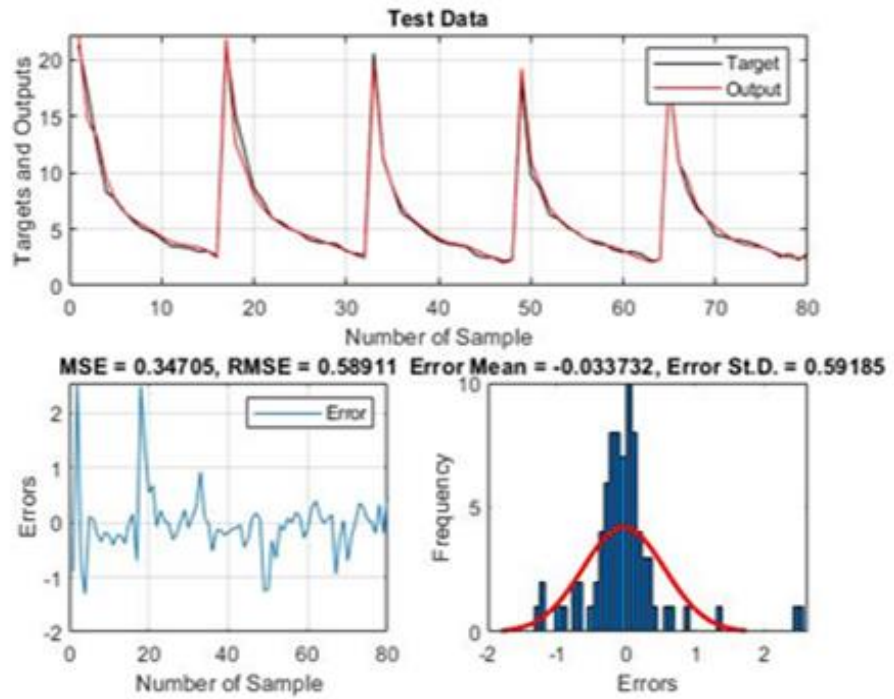 Test Data
Targets and Outputs
20
15
10
5
0
Target
Output
0 10 20 30 40 50 60 70 80
Number of Sample
MSE = 0.34705, RMSE = 0.58911
Errors
2
1
0
-1
-2
Error
0 20 40 60 80
Number of Sample
Error Mean = -0.033732, Error St.D. = 0.59185
Frequency
10
5
0
-2 -1 0 1 2
Errors